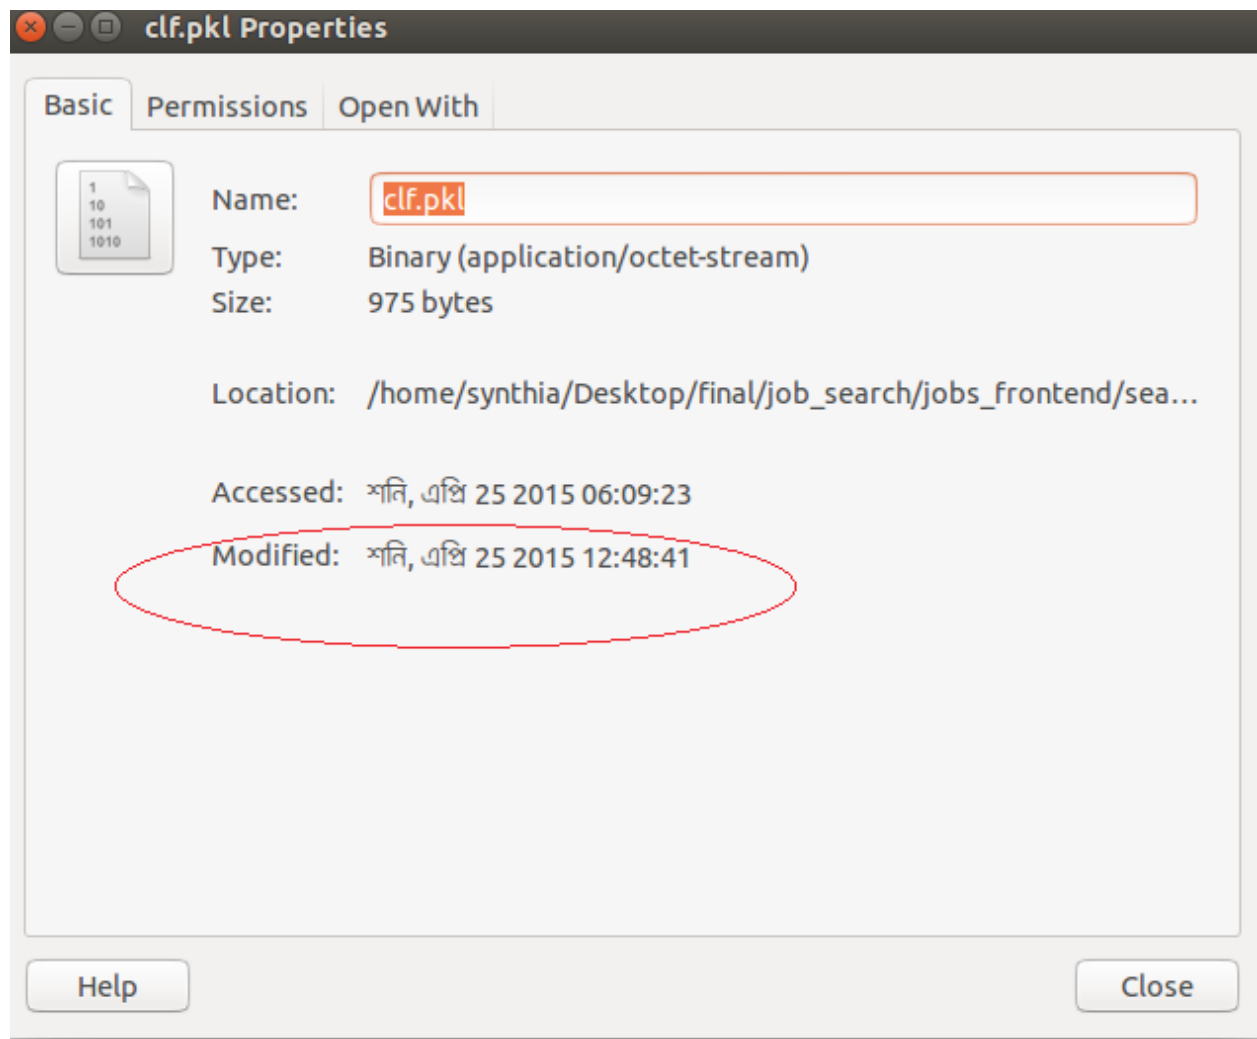 clf.pkl Properties
Basic Permissions Open With
1
10
101
1010
Name: clf.pkl
Type: Binary (application/octet-stream)
Size: 975 bytes
Location: /home/synthia/Desktop/final/job_search/jobs_frontend/sea...
Accessed: শনি, এপ্রি 25 2015 06:09:23
Modified: শনি, এপ্রি 25 2015 12:48:41
Help Close